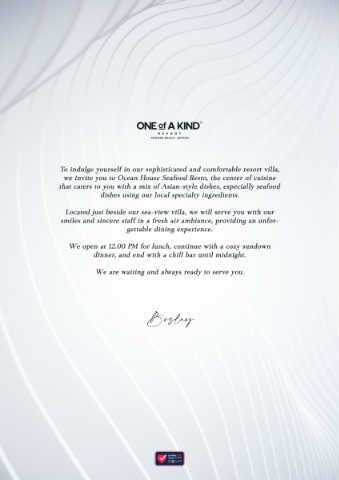 ONE of A KIND
RESORT
To indulge yourself in our sophisticated and comfortable resort villa,
we invite you to Ocean House Seafood Resto, the center of cuisine
that caters to you with a mix of Asian-style dishes, especially seafood
dishes using our local specialty ingredients.
Located just beside our sea-view villa, we will serve you with our
smiles and sincere staff in a fresh air ambiance, providing an unfor-
gettable dining experience.
We open at 12.00 PM for lunch, continue with a cozy sundown
dinner, and end with a chill bar until midnight.
We are waiting and always ready to serve you.